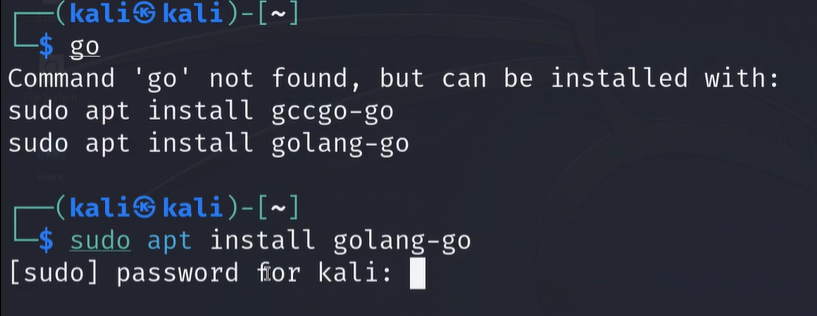 ┌──(kali㉿kali)-[~]
└─$ go
Command 'go' not found, but can be installed with:
sudo apt install gccgo-go
sudo apt install golang-go
┌──(kali㉿kali)-[~]
└─$ sudo apt install golang-go
[sudo] password for kali: